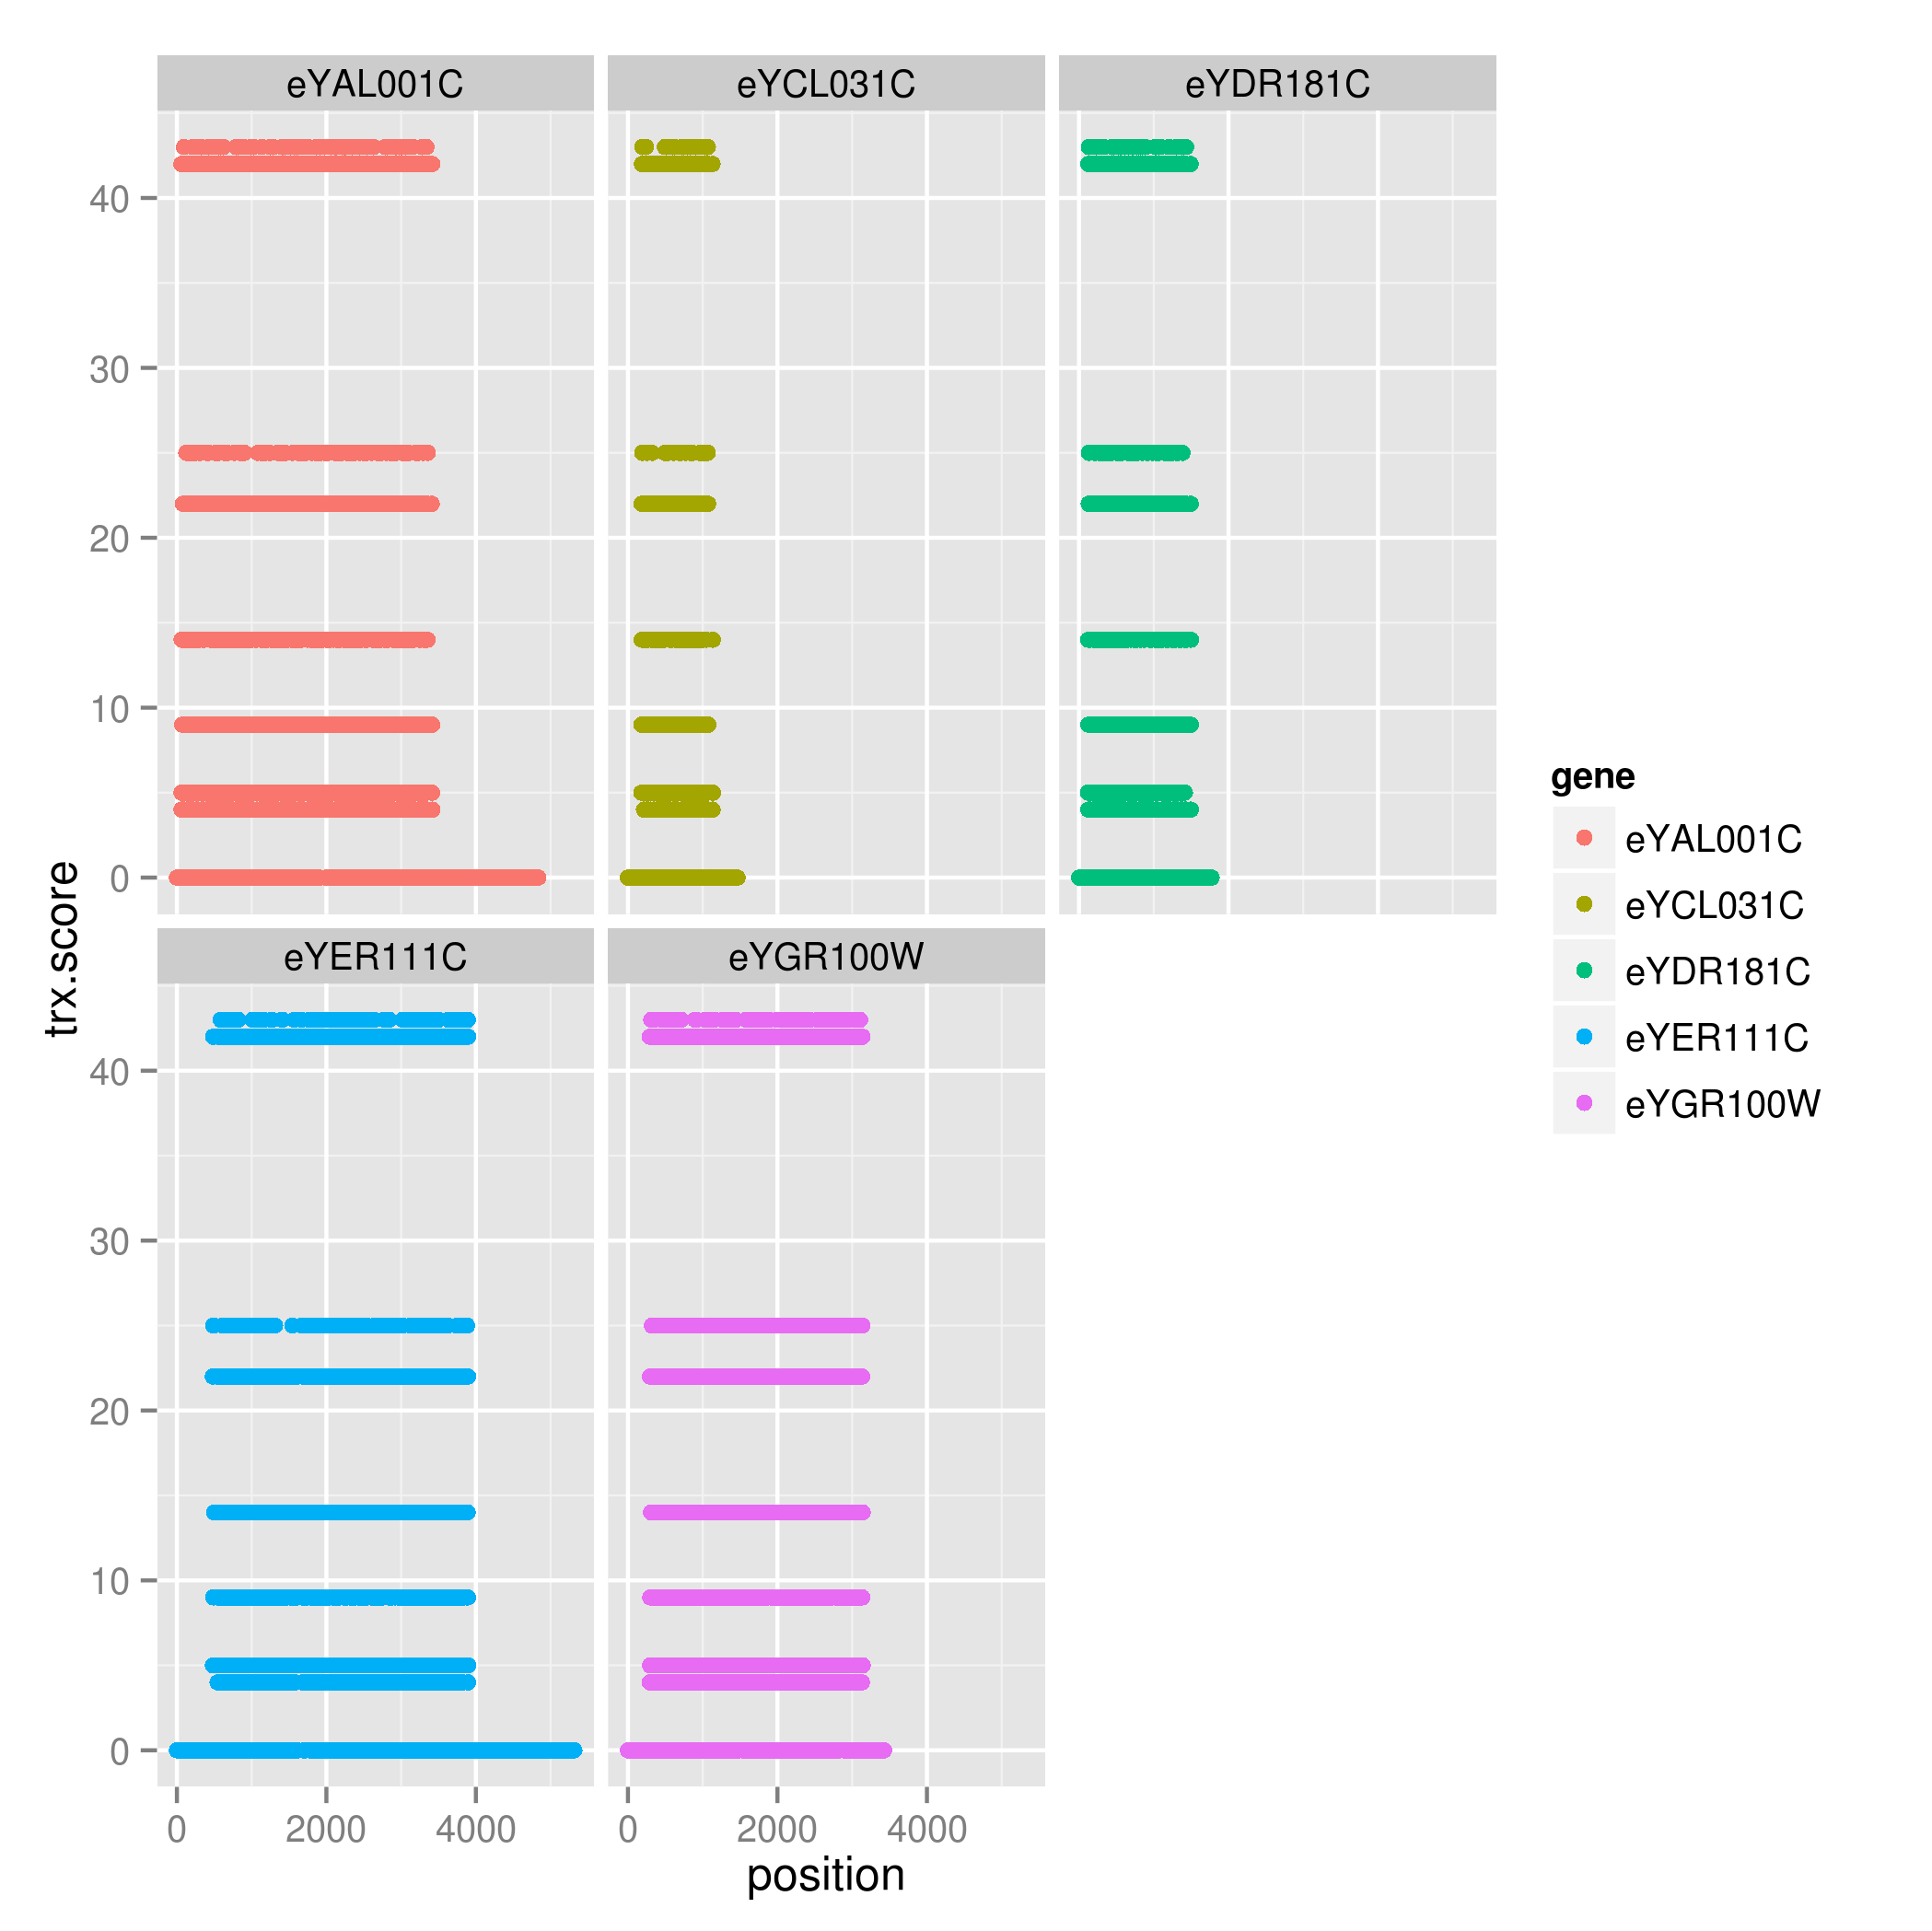 eYAL001C eYCL031C eYDR181C
40
30
20
10
0
trx.score
eYER111C eYGR100W
40
30
20
10
0
0 2000 4000 0 2000 4000
position
gene
eYAL001C
eYCL031C
eYDR181C
eYER111C
eYGR100W